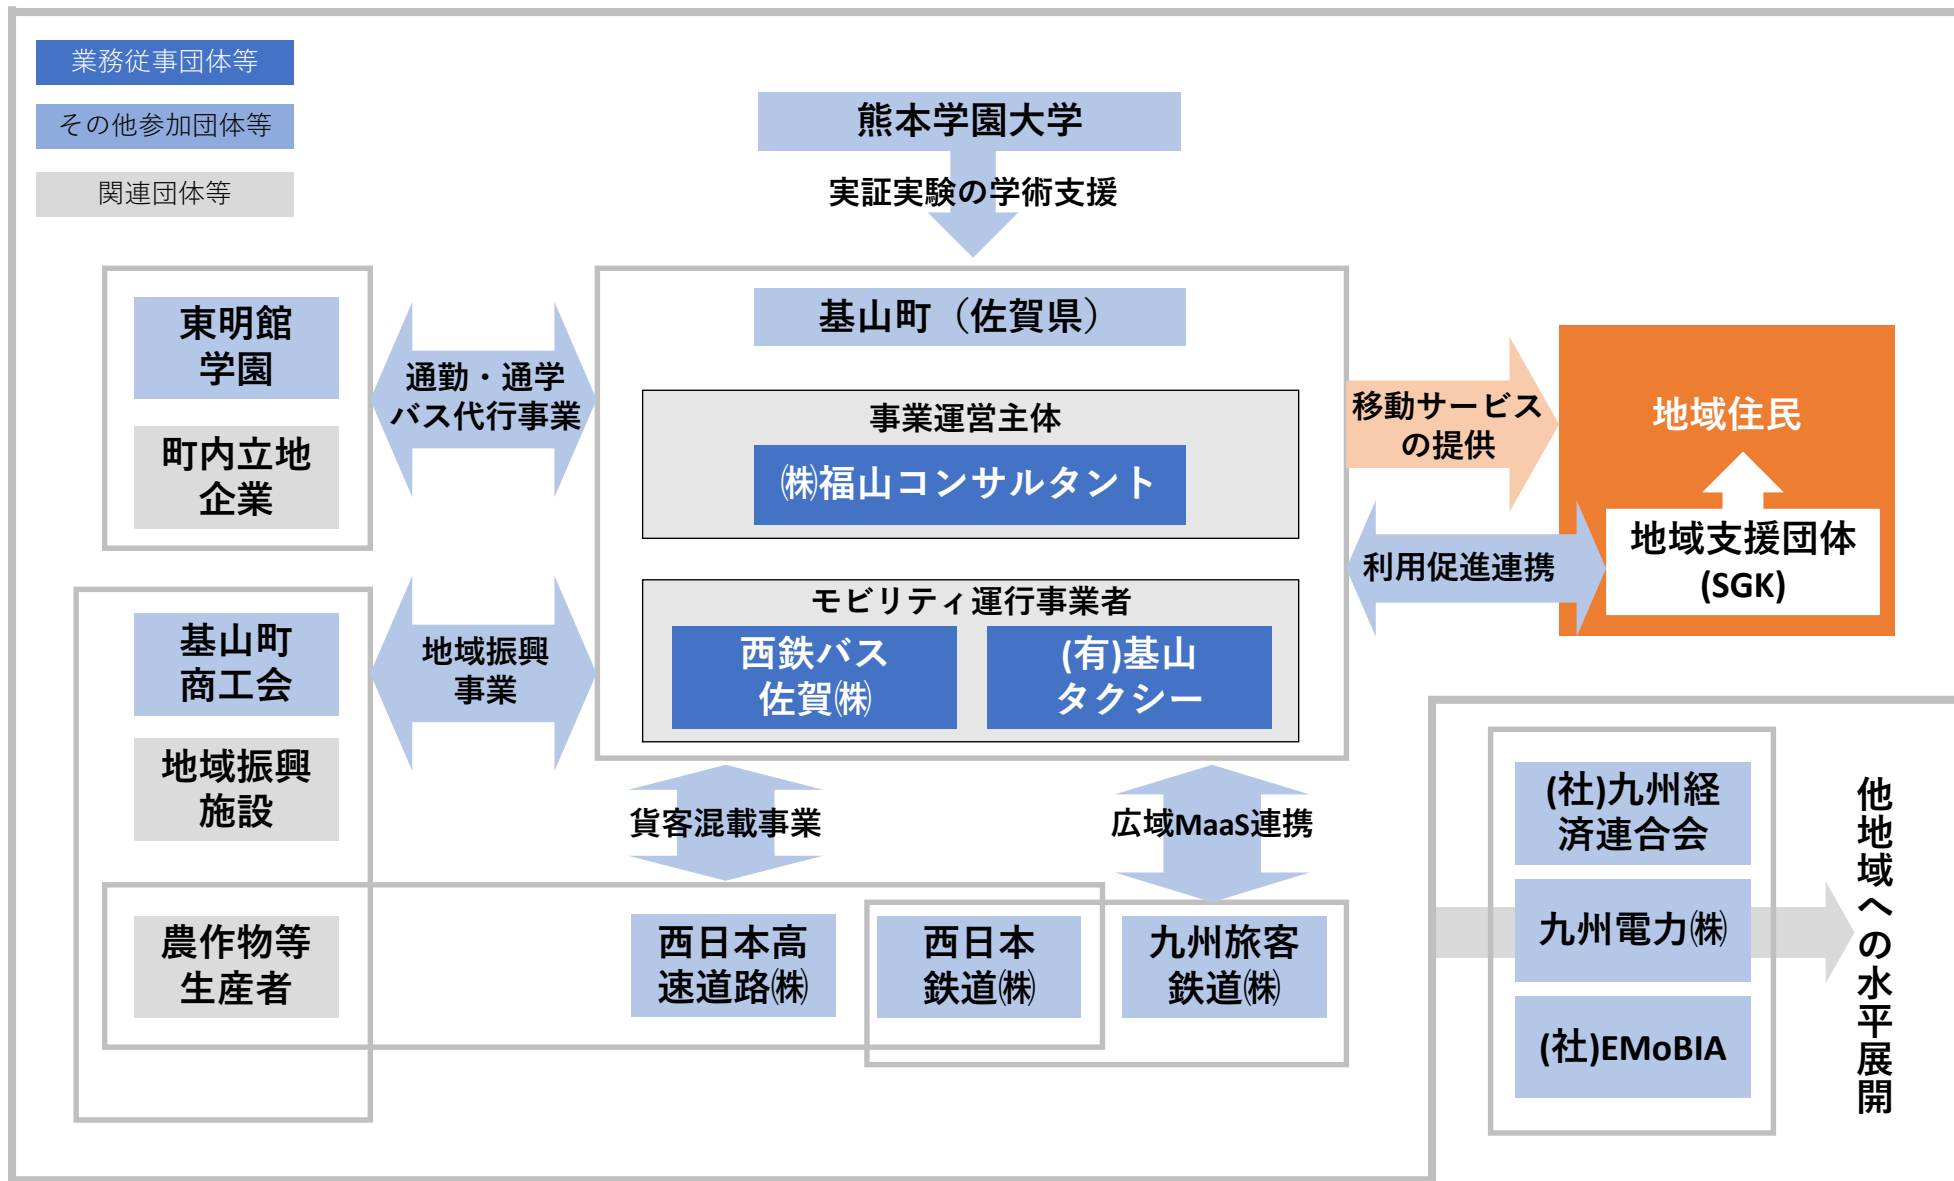 業務従事団体等
その他参加団体等
関連団体等
熊本学園大学
実証実験の学術支援
東明館
学園
町内立地
企業
通勤・通学
バス代行事業
基山町（佐賀県）
事業運営主体
㈱福山コンサルタント
モビリティ運行事業者
西鉄バス
佐賀㈱
(有)基山
タクシー
移動サービス
の提供
地域住民
利用促進連携
地域支援団体
(SGK)
基山町
商工会
地域振興
施設
地域振興
事業
貨客混載事業
広域MaaS連携
農作物等
生産者
西日本高
速道路㈱
西日本
鉄道㈱
九州旅客
鉄道㈱
(社)九州経
済連合会
九州電力㈱
(社)EMoBIA
他地域への水平展開